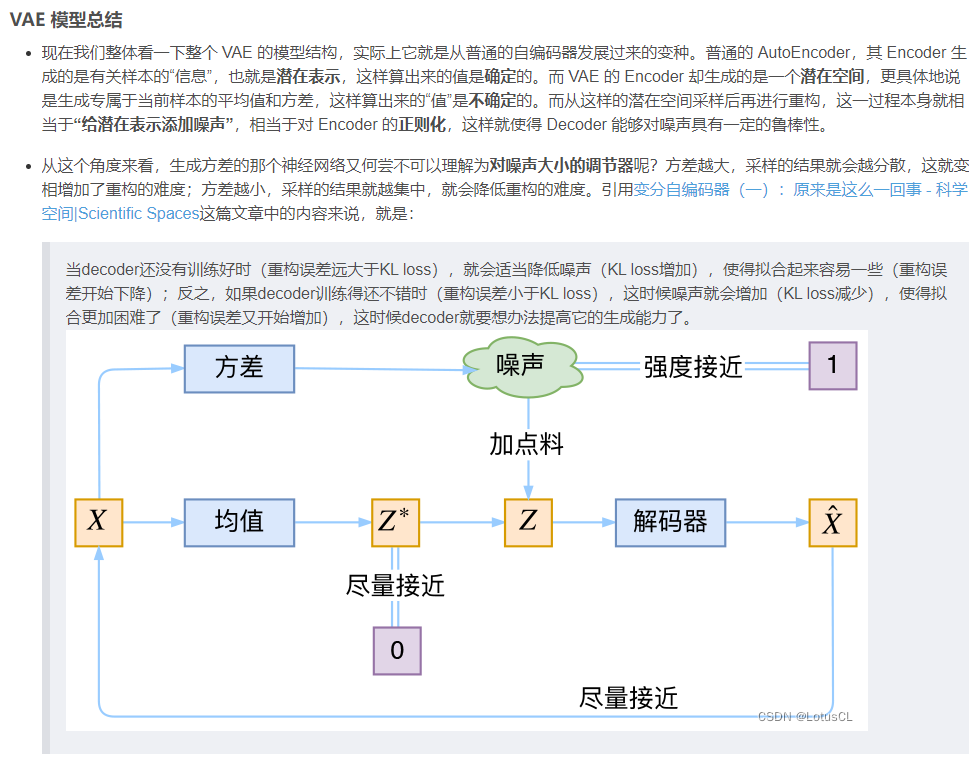 VAE 模型总结
现在我们整体看一下整个 VAE 的模型结构，实际上它就是从普通的自编码器发展过来的变种。普通的 AutoEncoder，其 Encoder 生
成的是有关样本的“信息”，也就是潜在表示，这样算出来的值是确定的。而 VAE 的 Encoder 却生成的是一个潜在空间，更具体地说
是生成专属于当前样本的平均值和方差，这样算出来的“值”是不确定的。而从这样的潜在空间采样后再进行重构，这一过程本身就相
当于“给潜在表示添加噪声”，相当于对 Encoder 的正则化，这样就使得 Decoder 能够对噪声具有一定的鲁棒性。
从这个角度来看，生成方差的那个神经网络又何尝不可以理解为对噪声大小的调节器呢？方差越大，采样的结果就会越分散，这就变
相增加了重构的难度；方差越小，采样的结果就越集中，就会降低重构的难度。引用变分自编码器（一）：原来是这么一回事 - 科学
空间|Scientific Spaces这篇文章中的内容来说，就是：
当decoder还没有训练好时（重构误差远大于KL loss），就会适当降低噪声（KL loss增加），使得拟合起来容易一些（重构误
差开始下降）；反之，如果decoder训练得还不错时（重构误差小于KL loss），这时候噪声就会增加（KL loss减少），使得拟
合更加困难了（重构误差又开始增加），这时候decoder就要想办法提高它的生成能力了。
方差 噪声 强度接近 1
加点料
X 均值 Z* Z 解码器 X̂
尽量接近
0
尽量接近
CSDN @LotusCL